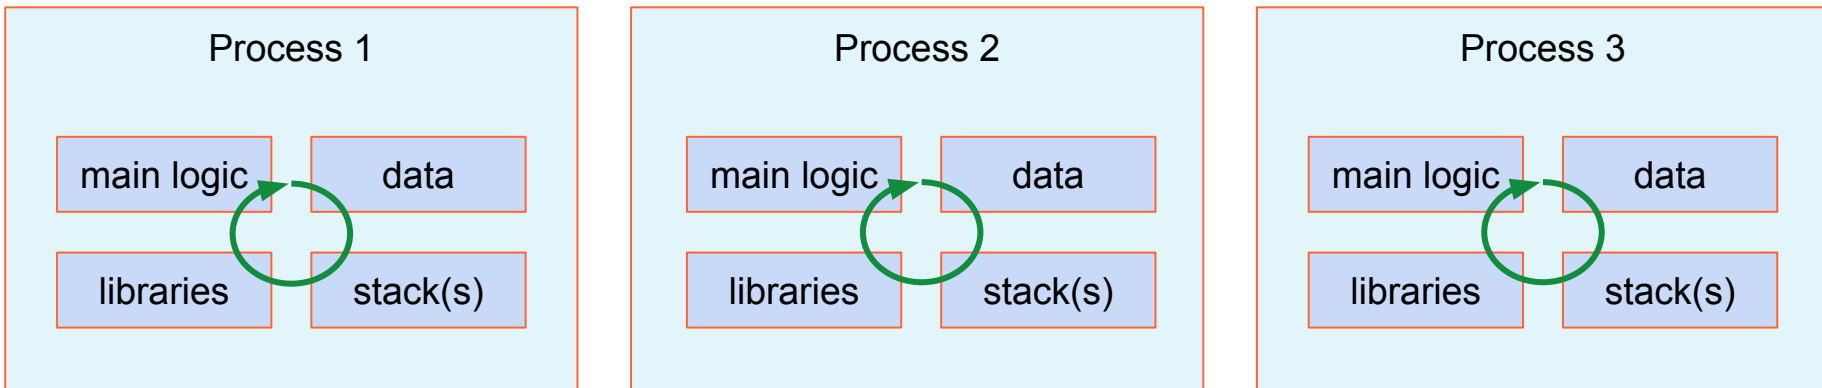 Process 1
main logic
data
libraries
stack(s)
Process 2
main logic
data
libraries
stack(s)
Process 3
main logic
data
libraries
stack(s)